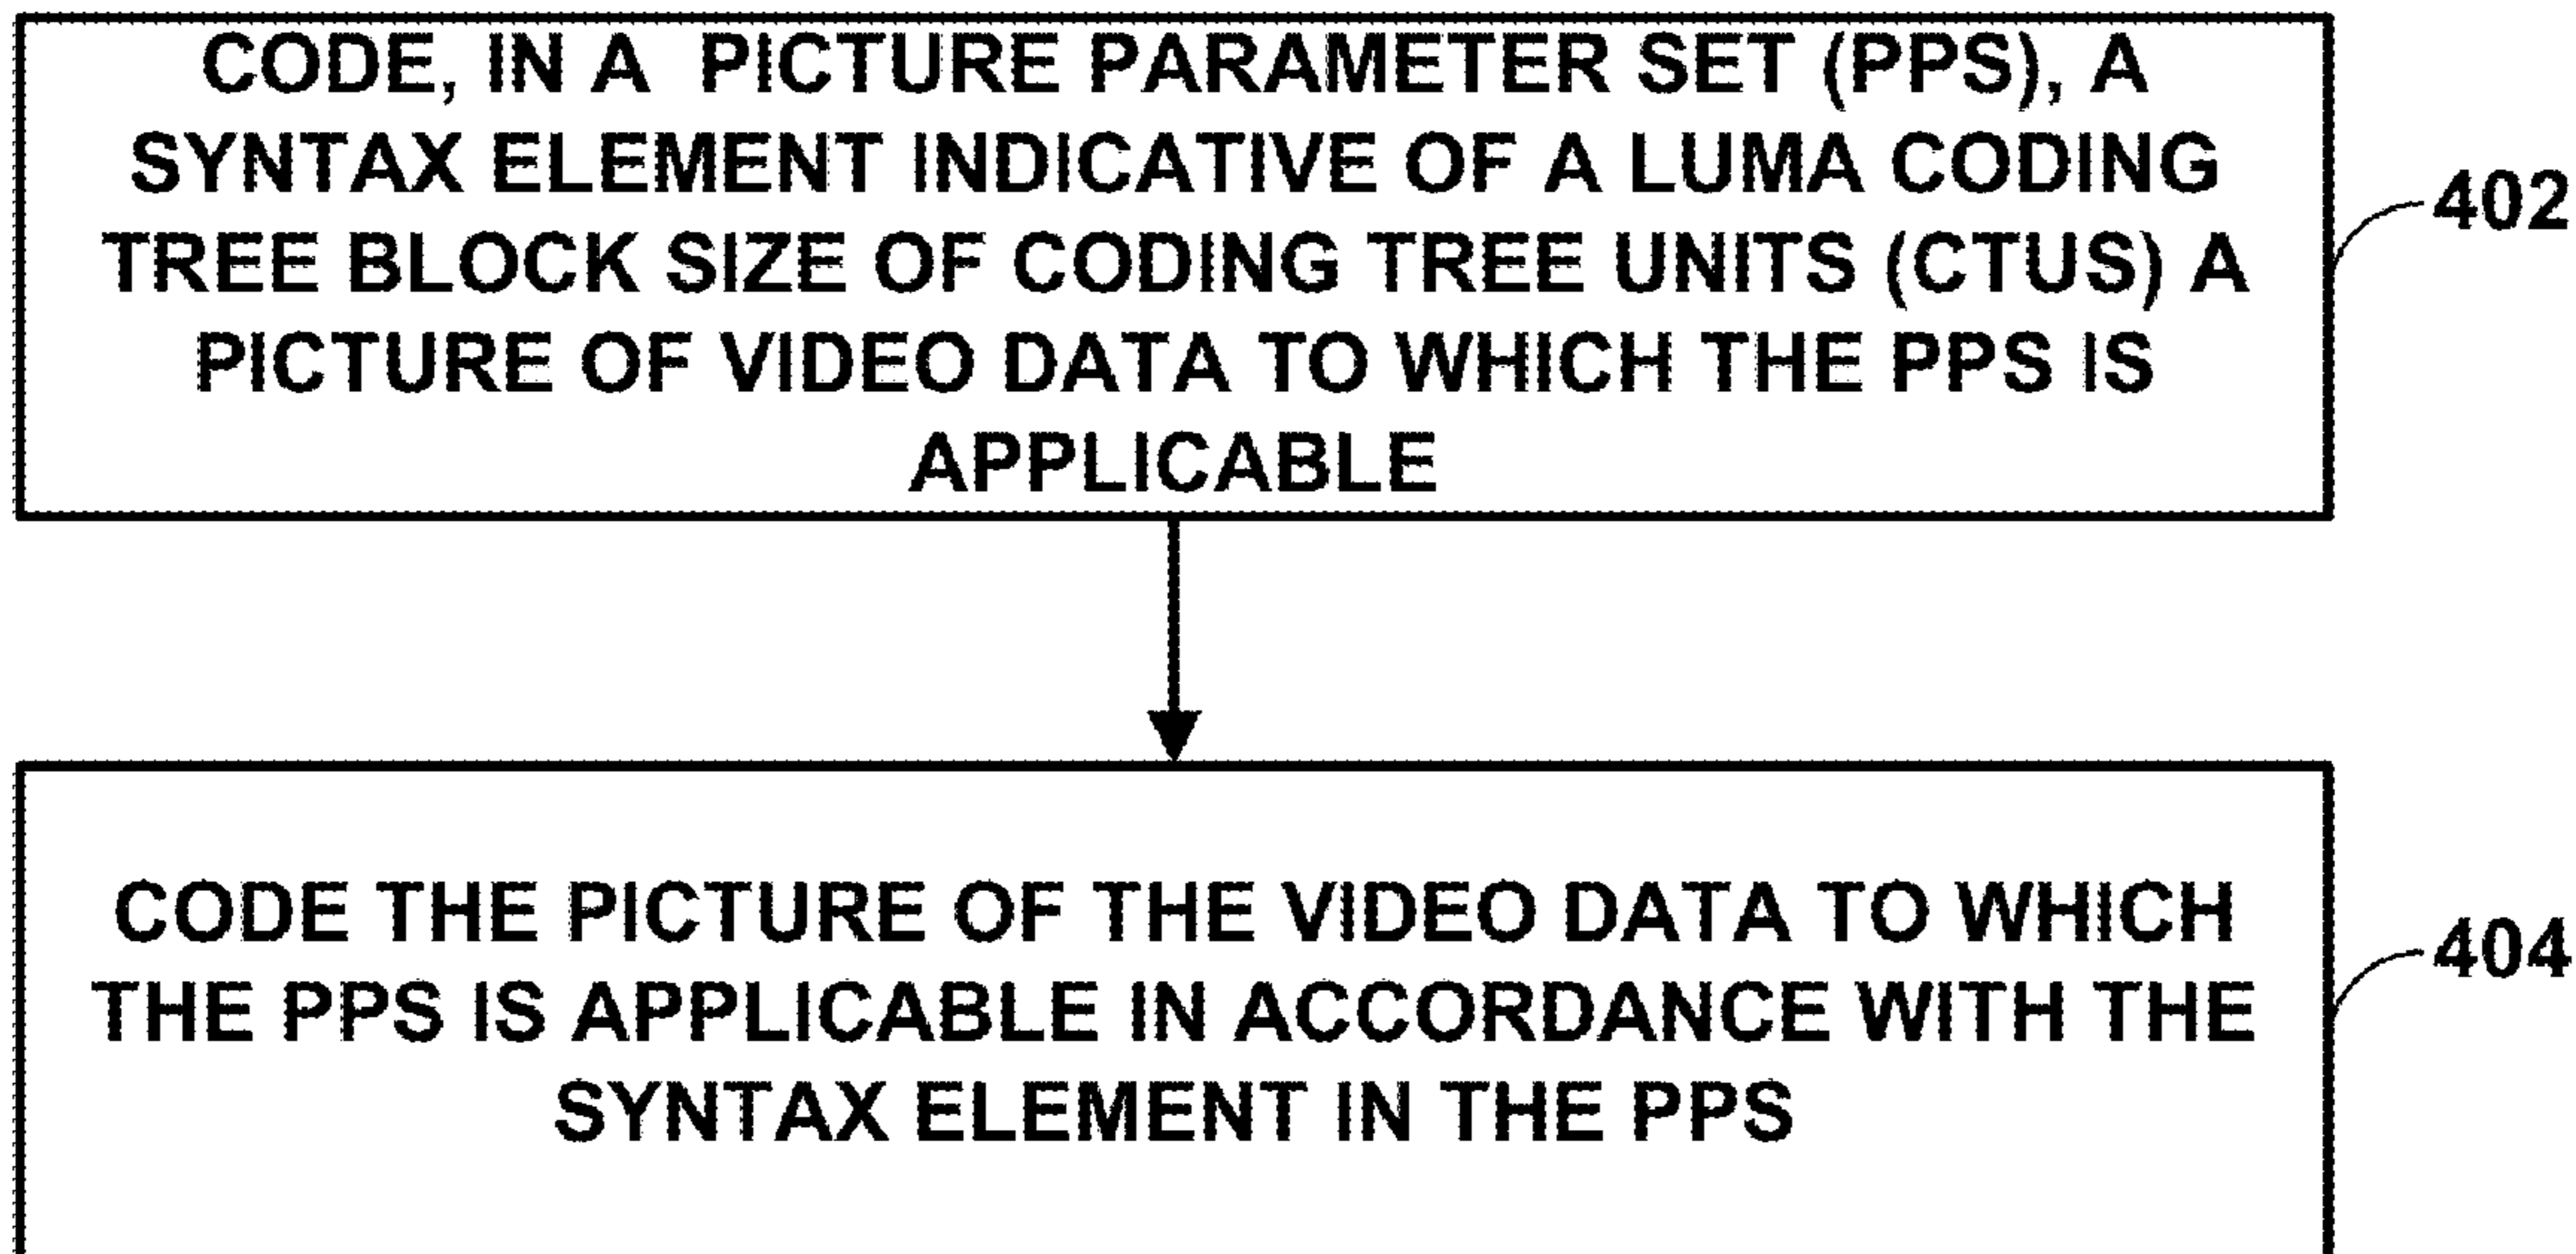 CODE, IN A PICTURE PARAMETER SET (PPS), A
SYNTAX ELEMENT INDICATIVE OF A LUMA CODING
TREE BLOCK SIZE OF CODING TREE UNITS (CTUS) A
PICTURE OF VIDEO DATA TO WHICH THE PPS IS
APPLICABLE
402
CODE THE PICTURE OF THE VIDEO DATA TO WHICH
THE PPS IS APPLICABLE IN ACCORDANCE WITH THE
SYNTAX ELEMENT IN THE PPS
404